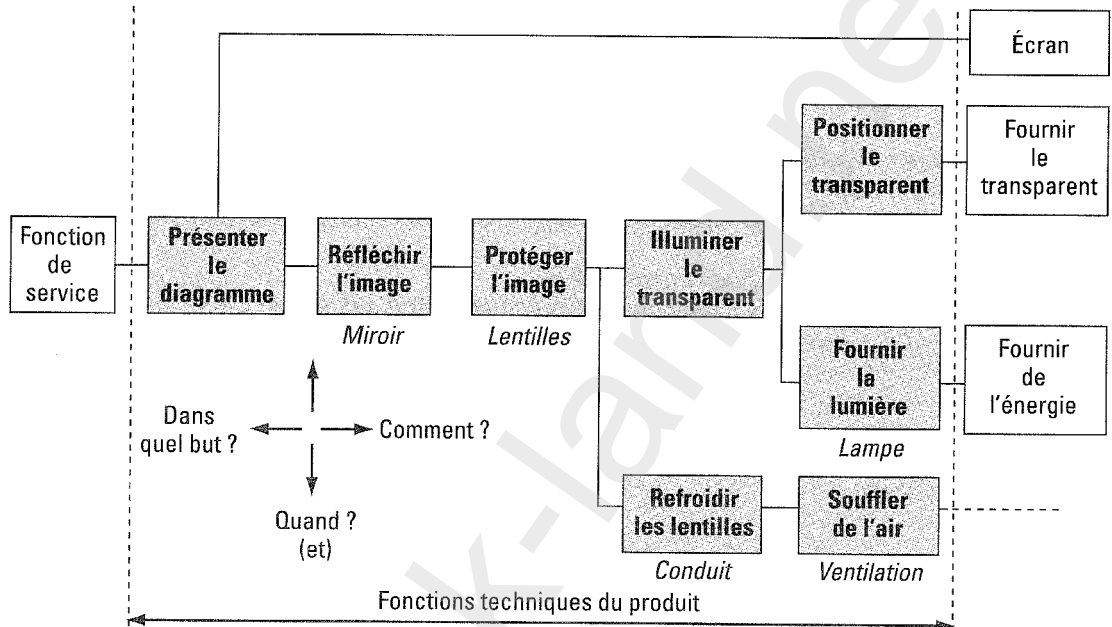 Écran
Positionner
le
transparent
Fournir
le
transparent
Fonction
de
service
Présenter
le
diagramme
Réfléchir
l'image
Miroir
Protéger
l'image
Lentilles
Illuminer
le
transparent
Fournir
la
lumière
Lampe
Fournir
de
l'énergie
Dans
quel but ?
Comment ?
Quand ?
(et)
Refroidir
les lentilles
Conduit
Souffler
de l'air
Ventilation
Fonctions techniques du produit
k-land.ne